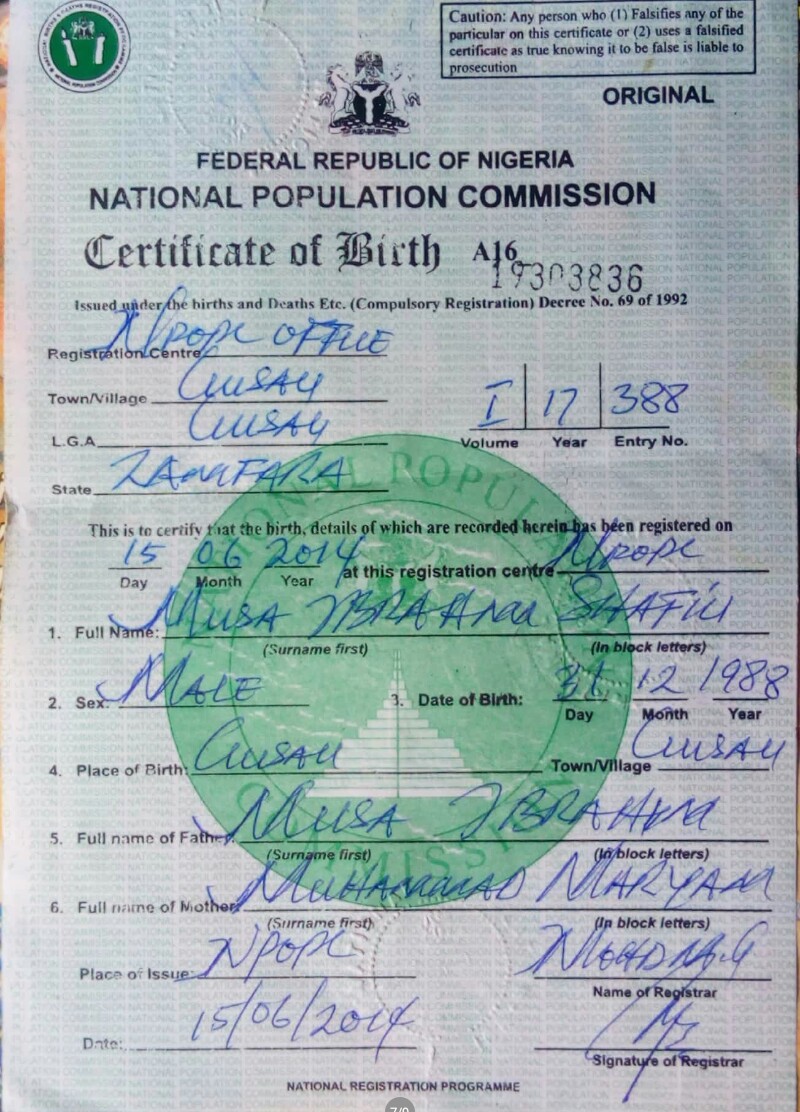 Caution: Any person who (1) Falsifies any of the
particular on this certificate or (2) uses a falsified
certificate as true knowing it to be false is liable to
prosecution
ORIGINAL
FEDERAL REPUBLIC OF NIGERIA
NATIONAL POPULATION COMMISSION
Certificate of Birth A16 19303836
Issued under the births and Deaths Etc. (Compulsory Registration) Decree No. 69 of 1992
Registration Centre NPOPC OFFICE
Town/Village GUSAU
L.G.A GUSAU
I 17 388
Volume Year Entry No.
State ZAMFARA
This is to certify that the birth, details of which are recorded herein has been registered on
15 06 2014 at this registration centre NPOPC
Day Month Year
1. Full Name: MUSA IBRAHIM SHAFIU
(Surname first) (In block letters)
2. Sex: MALE 3. Date of Birth: 31 12 1988
Day Month Year
4. Place of Birth: GUSAU Town/Village GUSAU
5. Full name of Father: MUSA IBRAHIM
(Surname first) (In block letters)
6. Full name of Mother: MUHAMMAD MARYAM
(Surname first) (In block letters)
Place of Issue: NPOPC MOHD M.G
Name of Registrar
Date: 15/06/2014
Signature of Registrar
NATIONAL REGISTRATION PROGRAMME
7/9